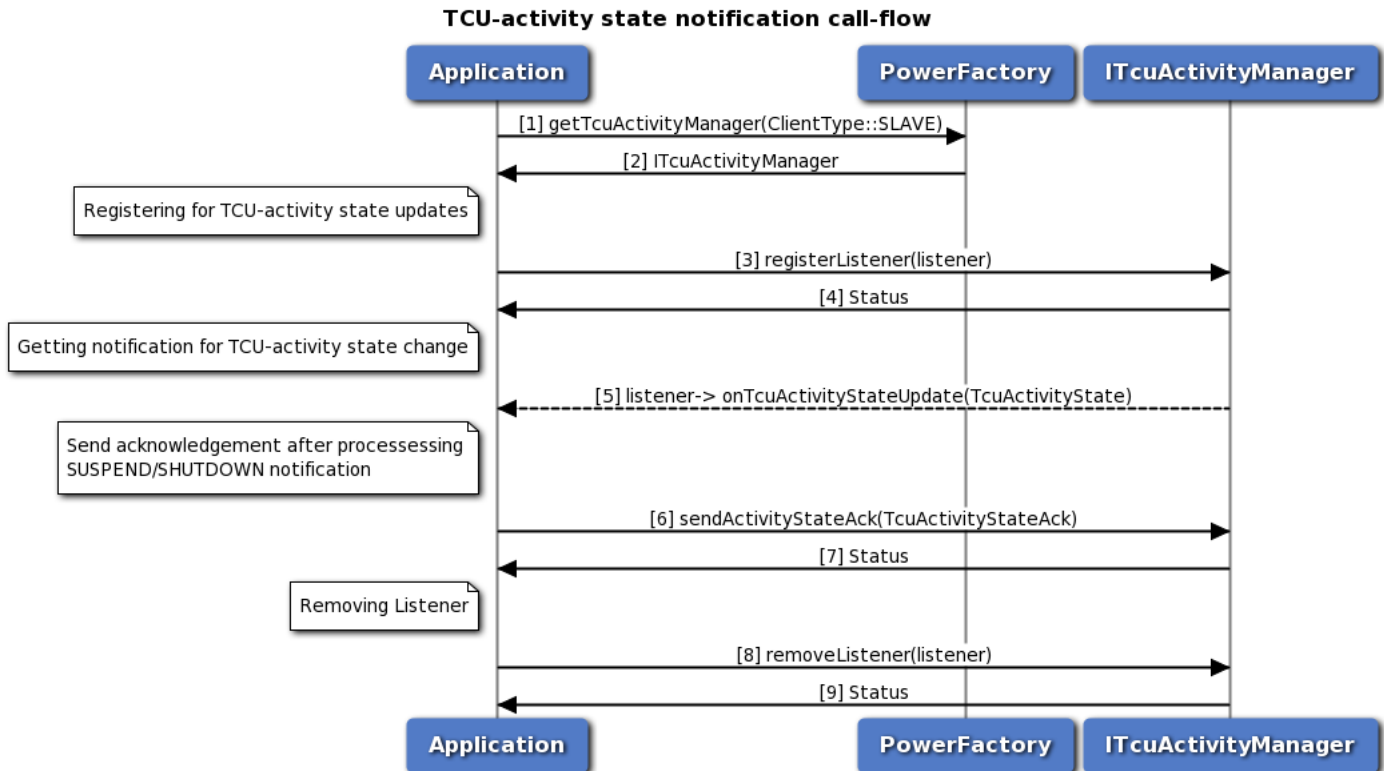 TCU-activity state notification call-flow
Application
PowerFactory
ITcuActivityManager
[1] getTcuActivityManager(ClientType::SLAVE)
[2] ITcuActivityManager
Registering for TCU-activity state updates
[3] registerListener(listener)
[4] Status
Getting notification for TCU-activity state change
[5] listener-> onTcuActivityStateUpdate(TcuActivityState)
Send acknowledgement after processessing
SUSPEND/SHUTDOWN notification
[6] sendActivityStateAck(TcuActivityStateAck)
[7] Status
Removing Listener
[8] removeListener(listener)
[9] Status
Application
PowerFactory
ITcuActivityManager